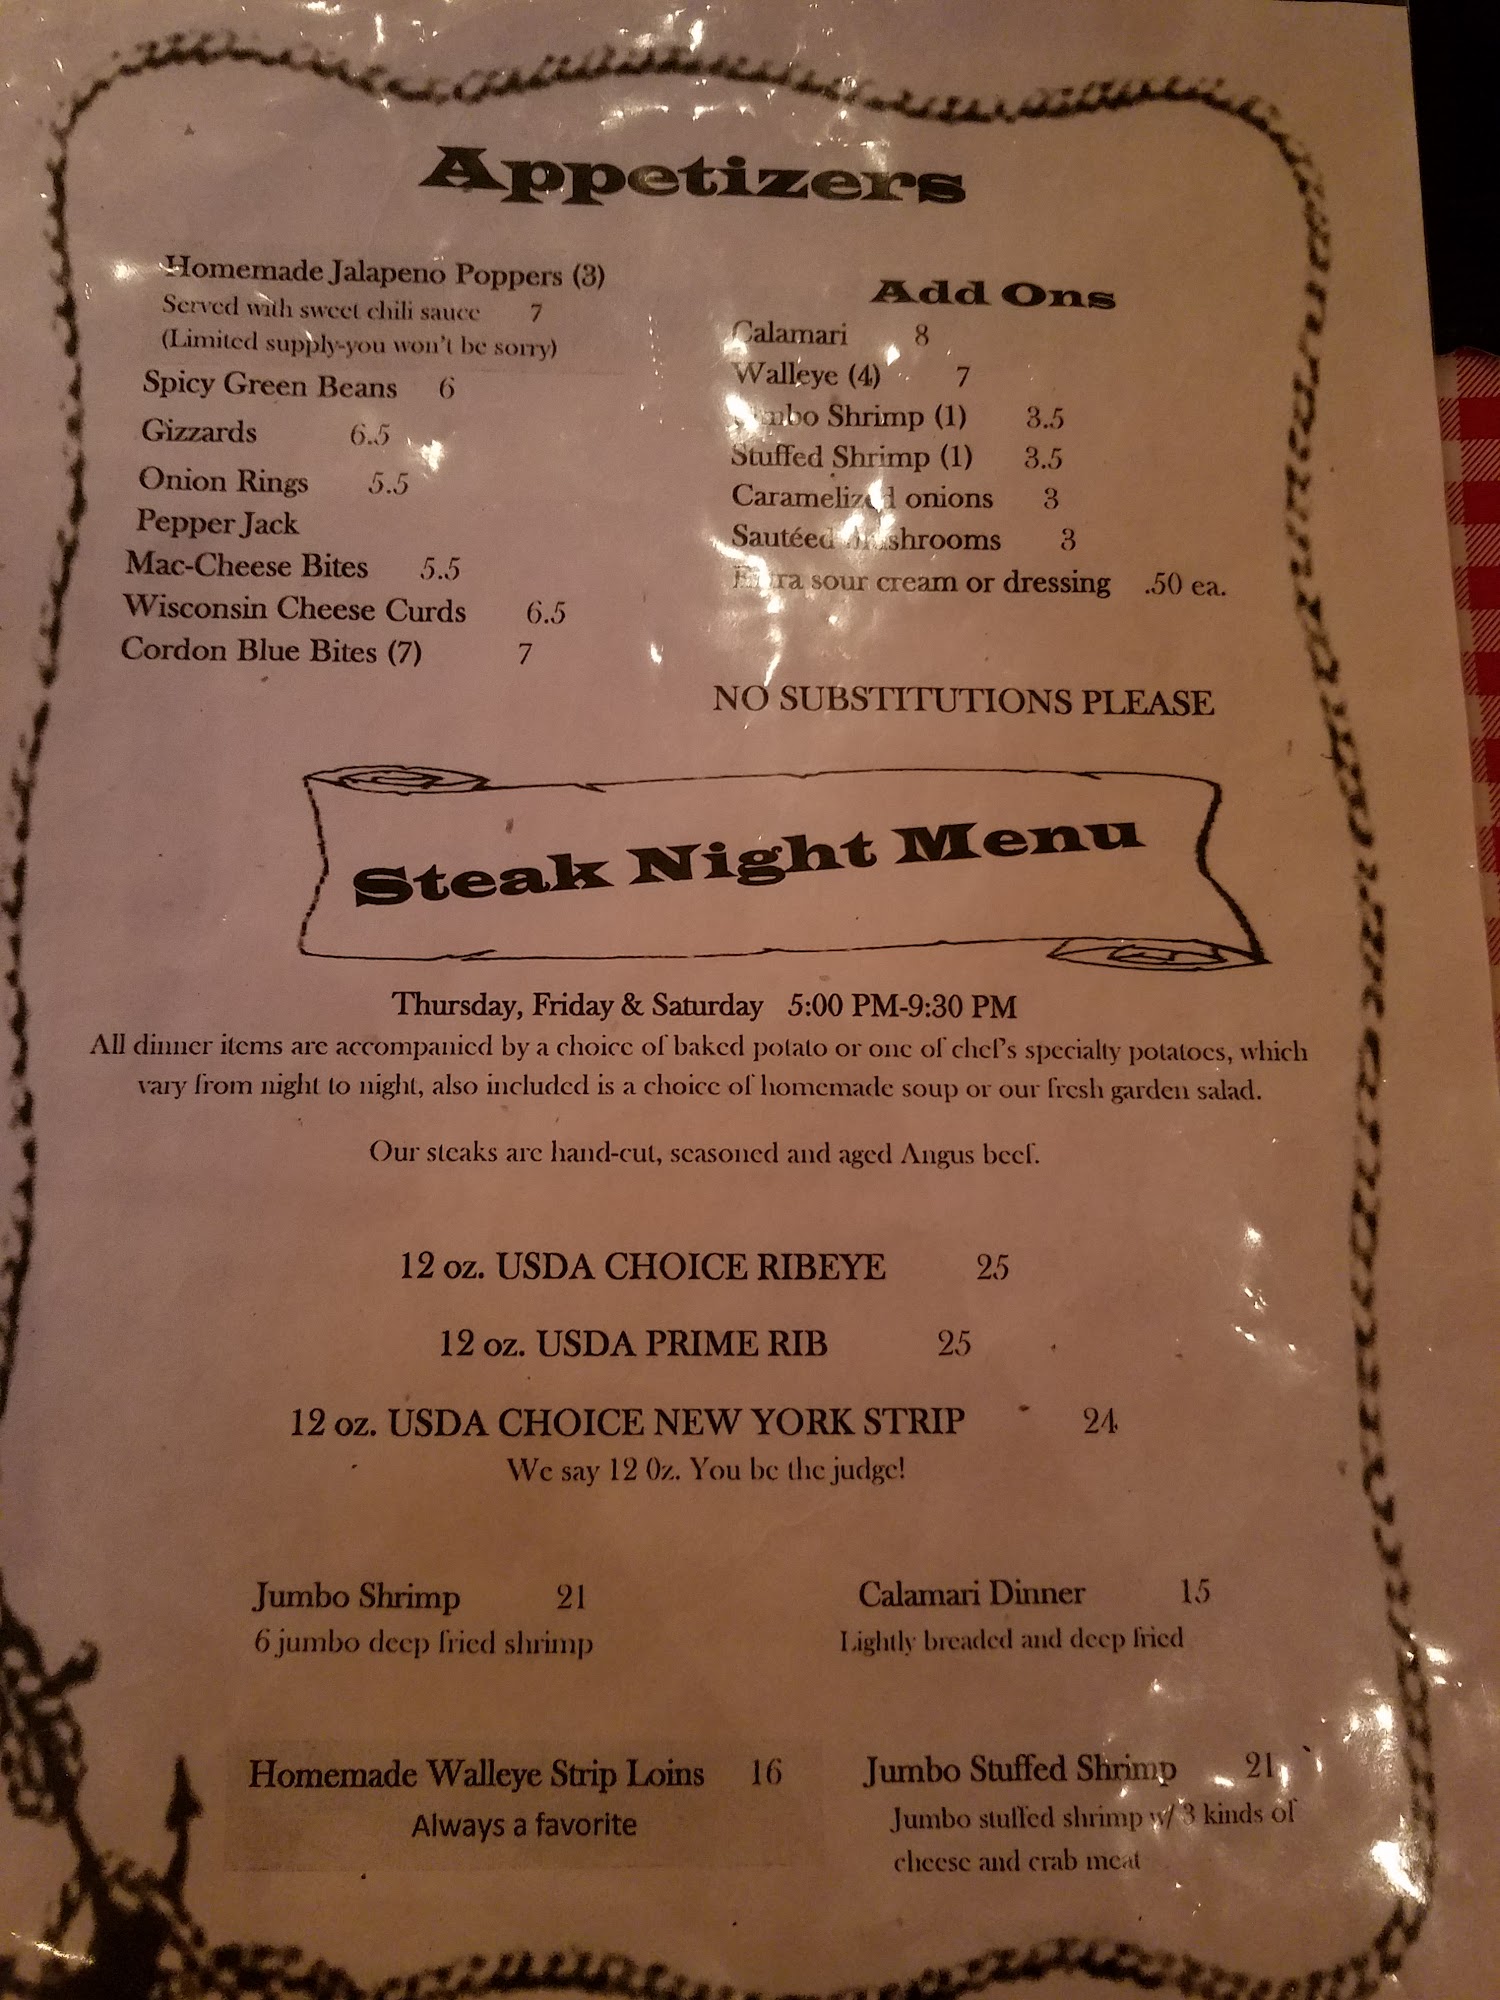 Appetizers
Homemade Jalapeno Poppers (3)
Served with sweet chili sauce 7
(Limited supply-you won't be sorry)
Spicy Green Beans 6
Gizzards 6.5
Onion Rings 5.5
Pepper Jack
Mac-Cheese Bites 5.5
Wisconsin Cheese Curds 6.5
Cordon Blue Bites (7) 7
Add Ons
Calamari 8
Walleye (4) 7
Jumbo Shrimp (1) 3.5
Stuffed Shrimp (1) 3.5
Caramelized onions 3
Sautéed Mushrooms 3
Extra sour cream or dressing .50 ea.
NO SUBSTITUTIONS PLEASE
Steak Night Menu
Thursday, Friday & Saturday 5:00 PM-9:30 PM
All dinner items are accompanied by a choice of baked potato or one of chef's specialty potatoes, which
vary from night to night, also included is a choice of homemade soup or our fresh garden salad.
Our steaks are hand-cut, seasoned and aged Angus beef.
12 oz. USDA CHOICE RIBEYE 25
12 oz. USDA PRIME RIB 25
12 oz. USDA CHOICE NEW YORK STRIP 24
We say 12 0z. You be the judge!
Jumbo Shrimp 21
6 jumbo deep fried shrimp
Calamari Dinner 15
Lightly breaded and deep fried
Homemade Walleye Strip Loins 16
Always a favorite
Jumbo Stuffed Shrimp 21
Jumbo stuffed shrimp w/ 3 kinds of
cheese and crab meat